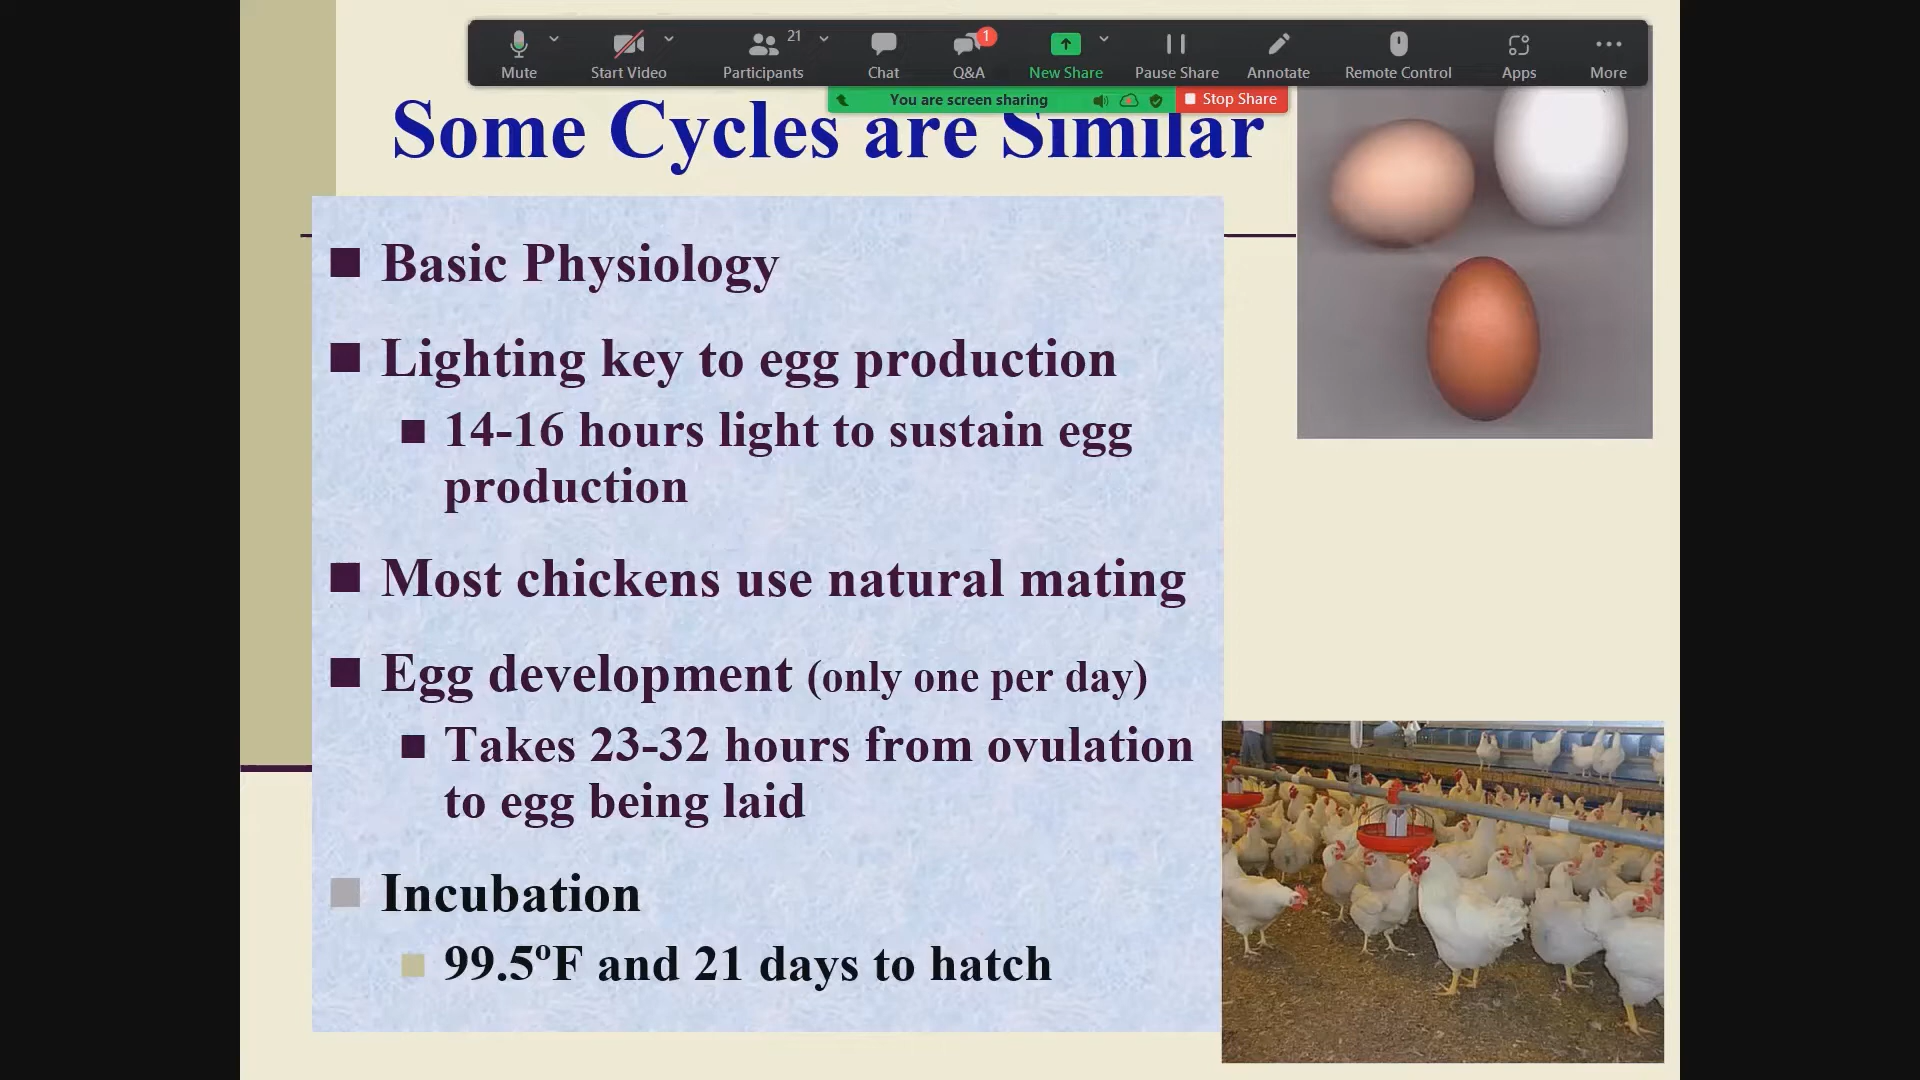 21
1
Mute
Start Video
Participants
Chat
Q&A
New Share
Pause Share
Annotate
Remote Control
Apps
More
You are screen sharing
Stop Share
Some Cycles are Similar
Basic Physiology
Lighting key to egg production
14-16 hours light to sustain egg
production
Most chickens use natural mating
Egg development (only one per day)
Takes 23-32 hours from ovulation
to egg being laid
Incubation
99.5ºF and 21 days to hatch